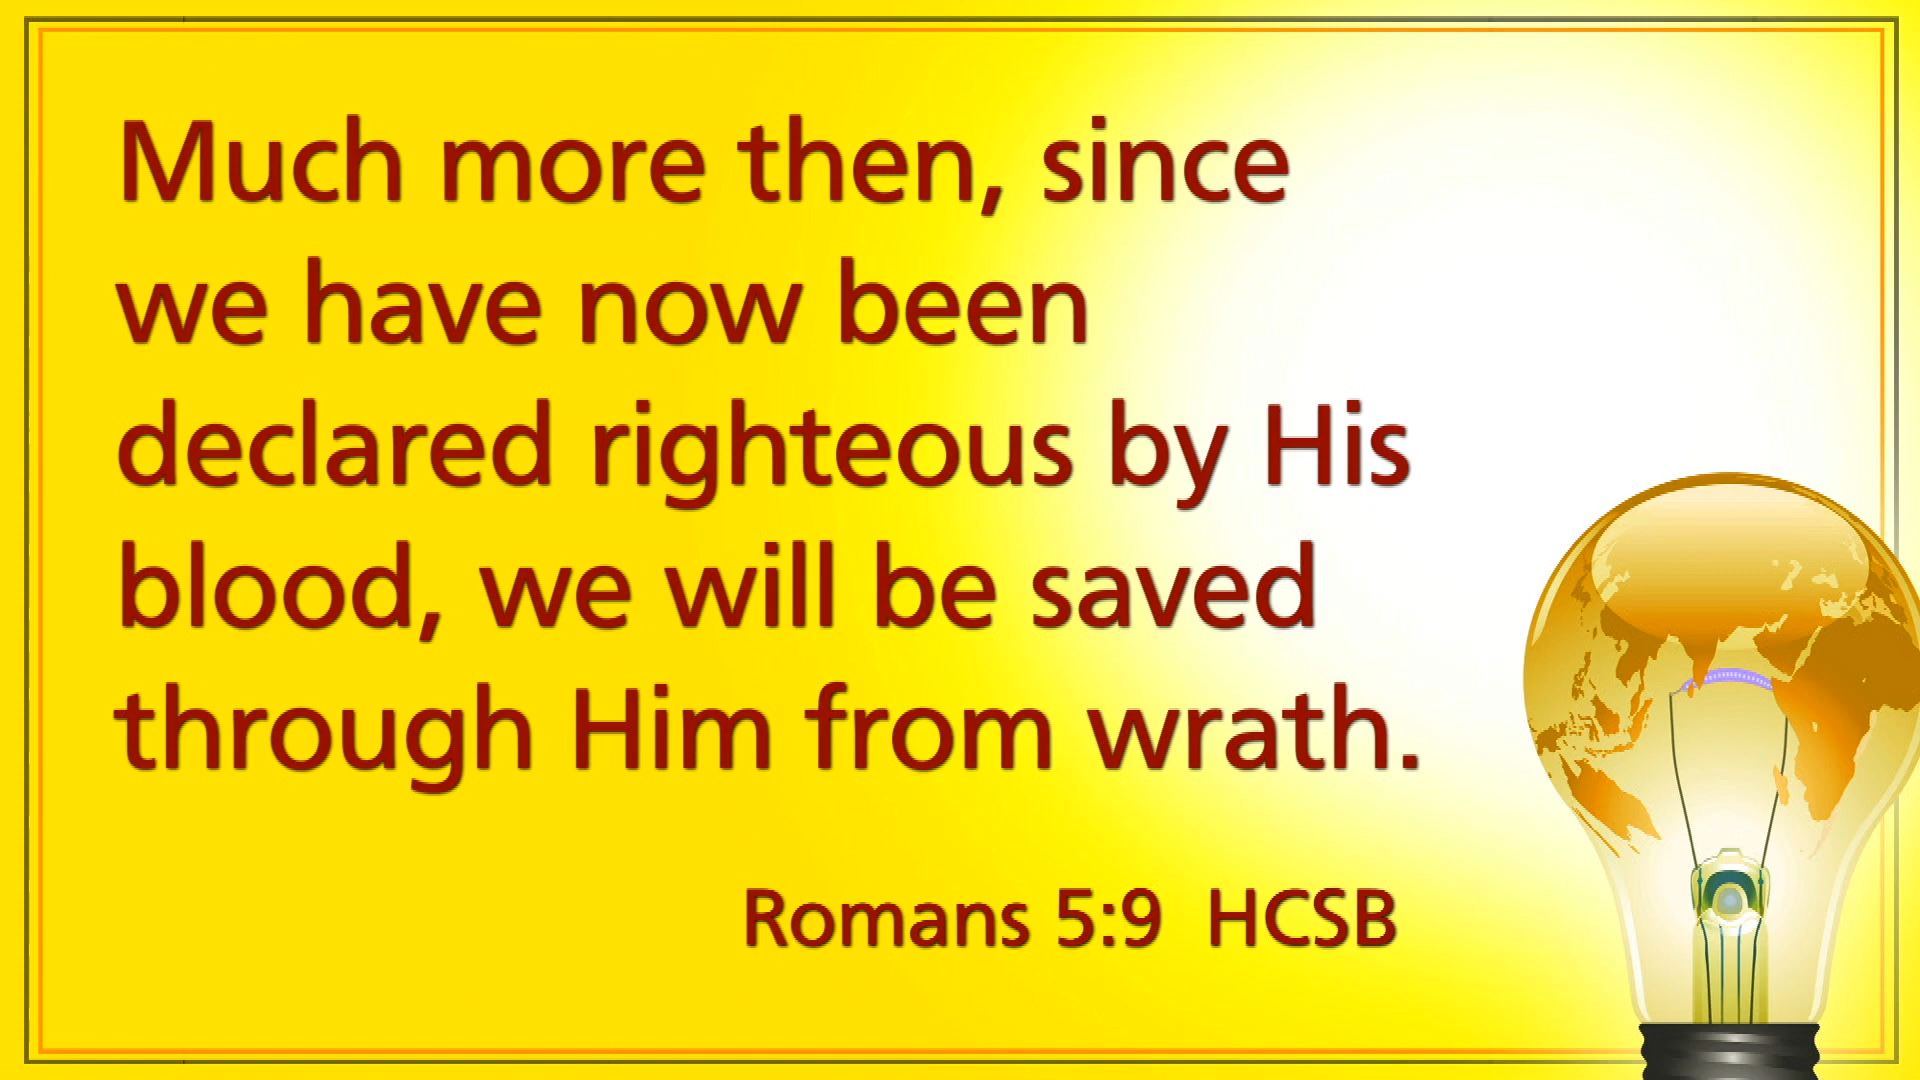 Much more then, since
we have now been
declared righteous by His
blood, we will be saved
through Him from wrath.
Romans 5:9 HCSB